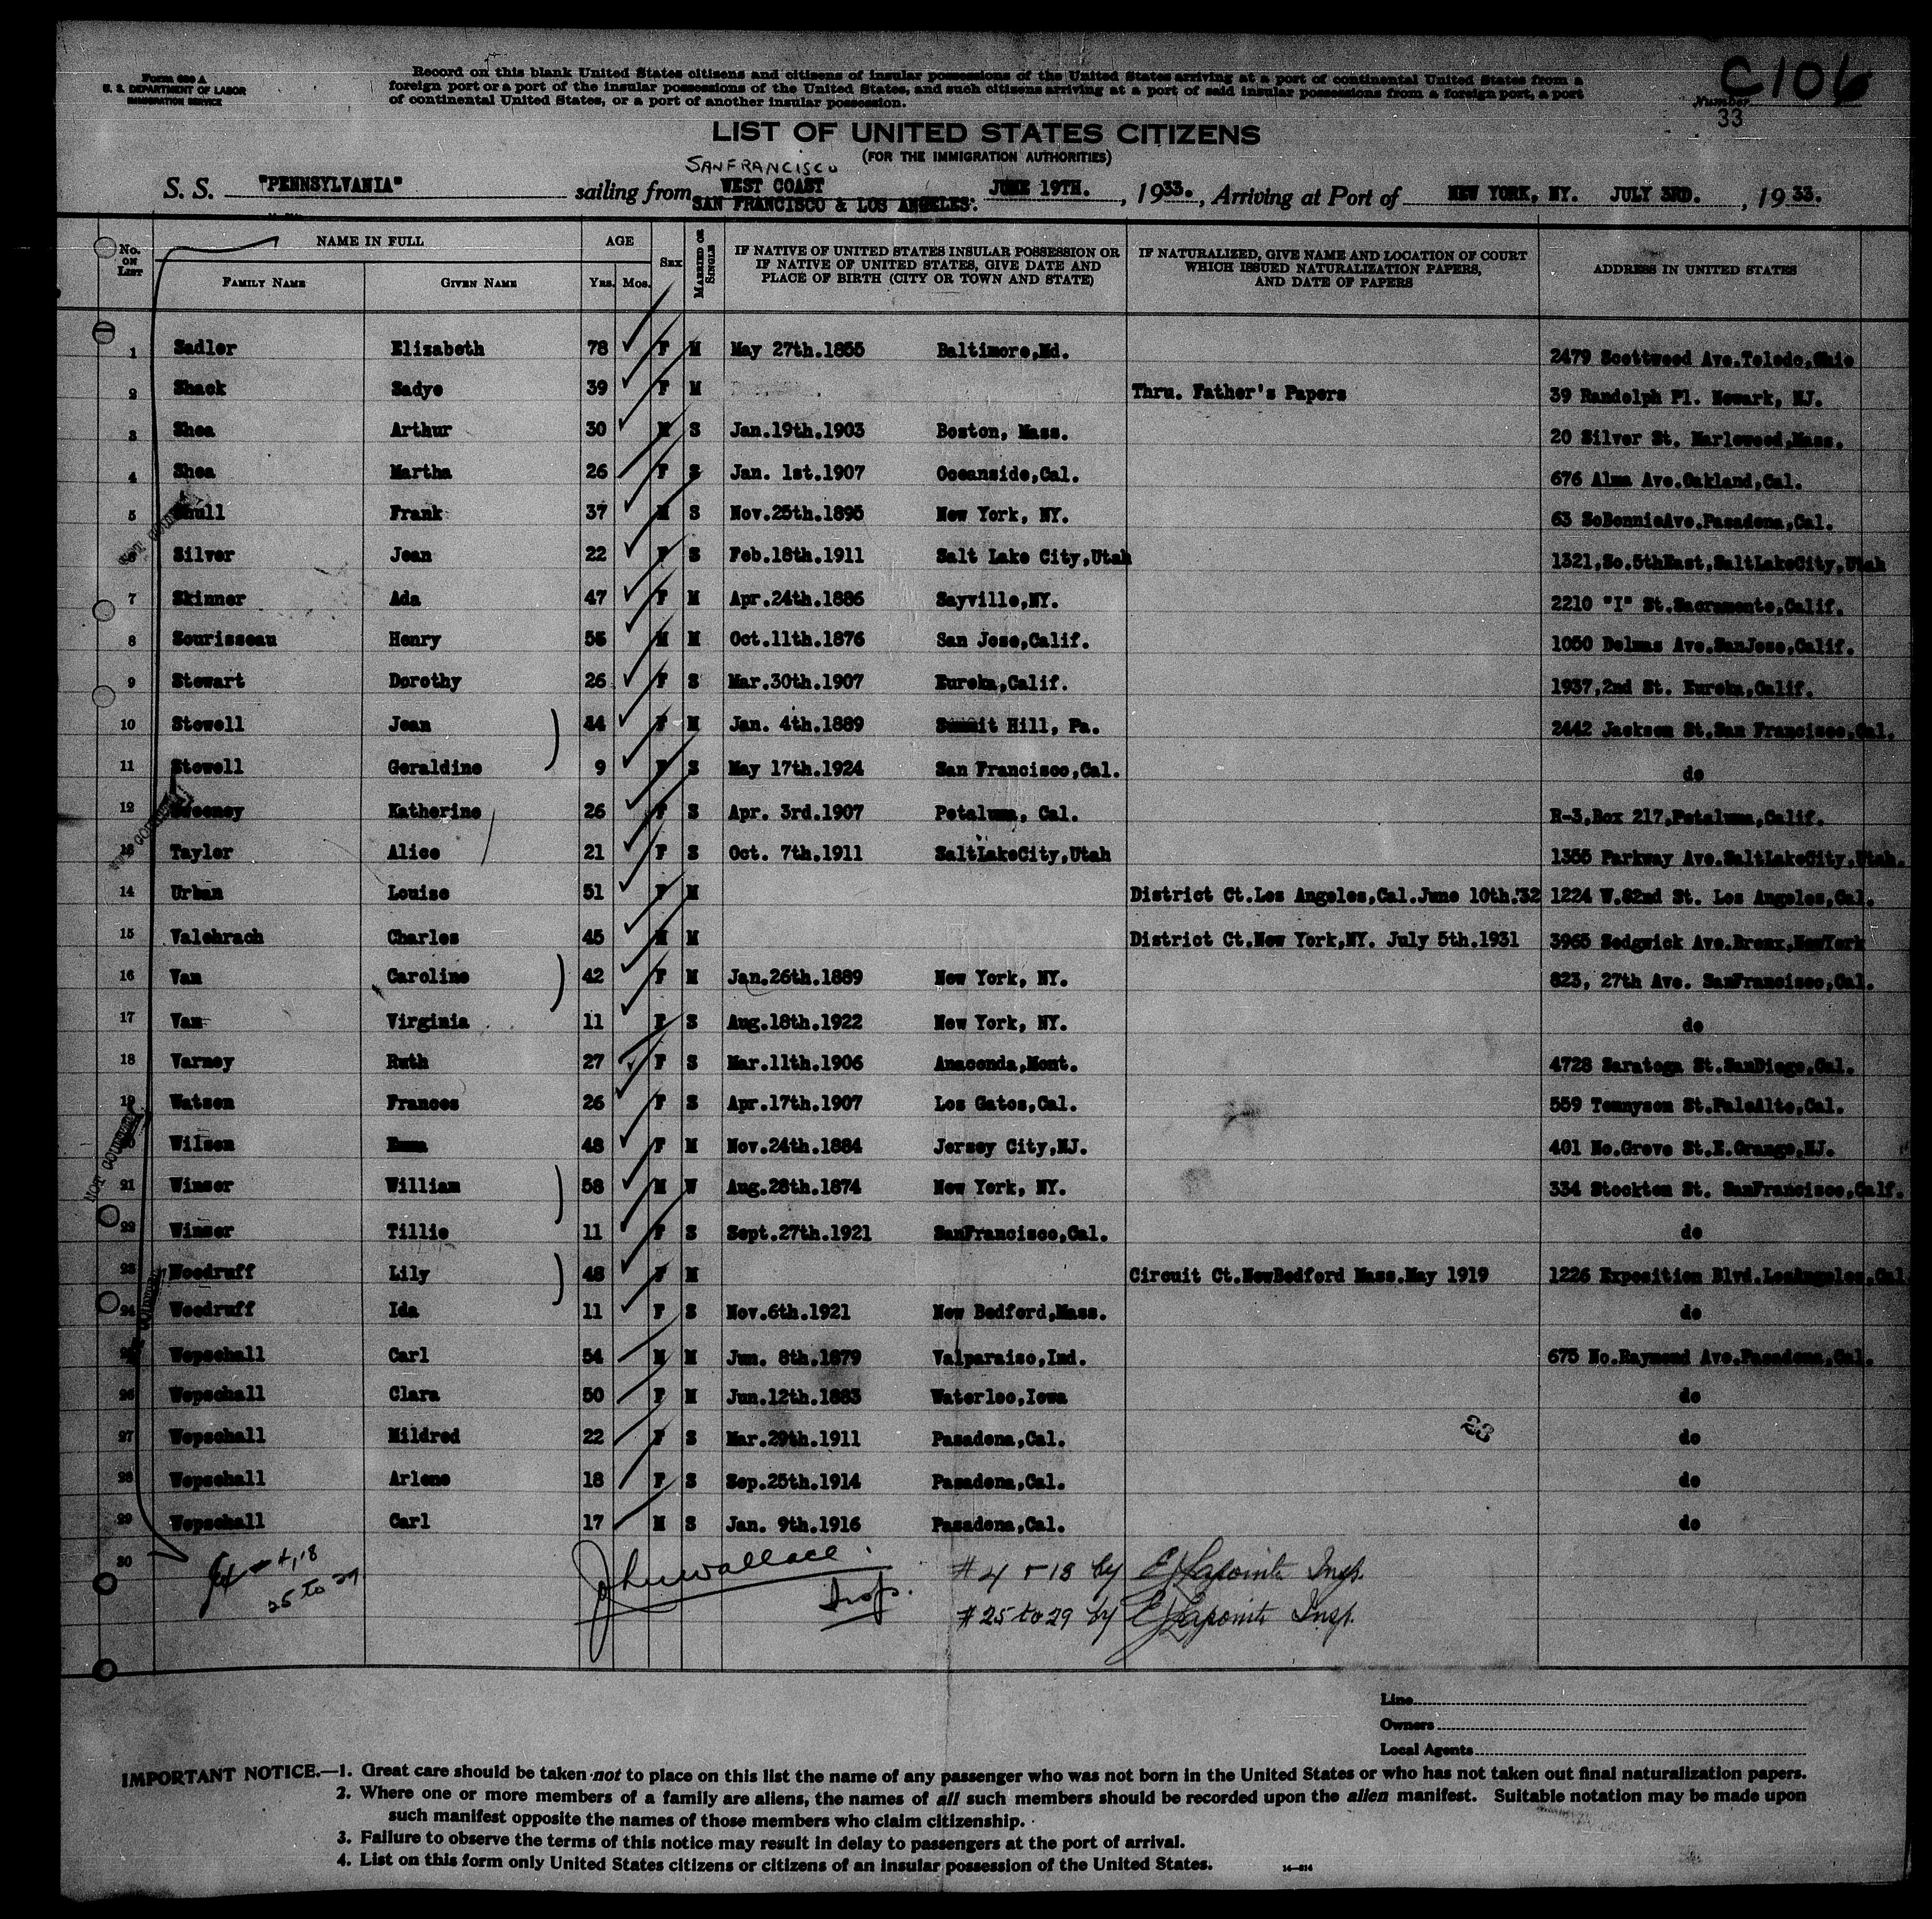 Form 630 A
U. S. DEPARTMENT OF LABOR
IMMIGRATION SERVICE
Record on this blank United States citizens and citizens of insular possessions of the United States arriving at a port of continental United States from a
foreign port or a port of the insular possessions of the United States, and such citizens arriving at a port of said insular possessions from a foreign port, a port
of continental United States, or a port of another insular possession.
C106
Number
33
LIST OF UNITED STATES CITIZENS
(FOR THE IMMIGRATION AUTHORITIES)
SANFRANCISCO
S. S. "PENNSYLVANIA" sailing from WEST COAST JUNE 19TH. , 1933. , Arriving at Port of NEW YORK, NY. JULY 3RD. , 19 33.
SAN FRANCISCO & LOS ANGELES.
No. ON LIST NAME IN FULL AGE SEX MARRIED OR SINGLE IF NATIVE OF UNITED STATES INSULAR POSSESSION OR IF NATIVE OF UNITED STATES, GIVE DATE AND PLACE OF BIRTH (CITY OR TOWN AND STATE) IF NATURALIZED, GIVE NAME AND LOCATION OF COURT WHICH ISSUED NATURALIZATION PAPERS, AND DATE OF PAPERS ADDRESS IN UNITED STATES
FAMILY NAME GIVEN NAME YRS. MOS.
1 Sadler Elizabeth 78 F M May 27th.1855 Baltimore,Md. 2479 Scottwood Ave.Toledo,Ohio
2 Shack Sadye 39 F M Thru. Father's Papers 39 Randolph Pl. Newark, NJ.
3 Shea Arthur 30 M S Jan.19th.1903 Boston, Mass. 20 Silver St. Marlowood,Mass.
4 Shea Martha 26 F S Jan. 1st.1907 Oceanside,Cal. 676 Alma Ave.Oakland,Cal.
5 Shull Frank 37 M S Nov.25th.1895 New York, NY. 63 SoBonnieAve.Pasadena,Cal.
6 Silver Jean 22 F S Feb.18th.1911 Salt Lake City,Utah 1321,So.5thEast,SaltLakeCity,Utah
7 Skinner Ada 47 F M Apr.24th.1886 Sayville,NY. 2210 "I" St.Sacramento,Calif.
8 Sourisseau Henry 56 M M Oct.11th.1876 San Jose,Calif. 1050 Delmas Ave.SanJose,Calif.
9 Stewart Dorothy 26 F S Mar.30th.1907 Eureka,Calif. 1937,2nd St. Eureka,Calif.
10 Stowell Jean 44 F M Jan. 4th.1889 Summit Hill, Pa. 2442 Jackson St.San Francisco,Cal.
11 Stowell Geraldine 9 F S May 17th.1924 San Francisco,Cal. do
12 Sweeney Katherine 26 F S Apr. 3rd.1907 Petaluma, Cal. R-3,Box 217,Petaluma,Calif.
13 Taylor Alice 21 F S Oct. 7th.1911 SaltLakeCity,Utah 1355 Parkway Ave.SaltLakeCity,Utah.
14 Urban Louise 51 F M District Ct.Los Angeles,Cal.June 10th.'32 1224 W.82nd St. Los Angeles,Cal.
15 Valehrach Charles 45 M M District Ct.New York,NY. July 5th.1931 3965 Sedgwick Ave.Bronx,NewYork
16 Van Caroline 42 F M Jan.26th.1889 New York, NY. 823, 27th Ave. SanFrancisco,Cal.
17 Van Virginia 11 F S Aug.18th.1922 New York, NY. do
18 Varney Ruth 27 F S Mar.11th.1906 Anaconda,Mont. 4728 Saratoga St.SanDiego,Cal.
19 Watson Frances 26 F S Apr.17th.1907 Los Gatos,Cal. 559 Tennyson St.PaloAlto,Cal.
20 Wilson Emma 48 F M Nov.24th.1884 Jersey City,NJ. 401 No.Grove St.E.Orange,NJ.
21 Winser William 58 M W Aug.28th.1874 New York, NY. 334 Stockton St. SanFrancisco,Calf.
22 Winser Tillie 11 F S Sept.27th.1921 SanFrancisco,Cal. do
23 Woodruff Lily 48 F M Circuit Ct.NewBedford Mass.May 1919 1226 Exposition Blvd.LosAngeles,Cal
24 Woodruff Ida 11 F S Nov.6th.1921 New Bedford,Mass. do
25 Wopschall Carl 54 M M Jun. 8th.1879 Valparaiso,Ind. 675 No.Raymond Ave.Pasadena,Cal.
26 Wopschall Clara 50 F M Jun.12th.1883 Waterloo,Iowa do
27 Wopschall Mildred 22 F S Mar.29th.1911 Pasadena,Cal. do
28 Wopschall Arlene 18 F S Sep.25th.1914 Pasadena,Cal. do
29 Wopschall Carl 17 M S Jan. 9th.1916 Pasadena,Cal. do
30
23
4,18
25 to 29
John Wallace
Insp.
# 4 - 18 by E Lapointe Insp.
# 25 to 29 by E Lapointe Insp.
Line
Owners
Local Agents
IMPORTANT NOTICE.—1. Great care should be taken not to place on this list the name of any passenger who was not born in the United States or who has not taken out final naturalization papers.
2. Where one or more members of a family are aliens, the names of all such members should be recorded upon the alien manifest. Suitable notation may be made upon
such manifest opposite the names of those members who claim citizenship.
3. Failure to observe the terms of this notice may result in delay to passengers at the port of arrival.
4. List on this form only United States citizens or citizens of an insular possession of the United States.
14—814